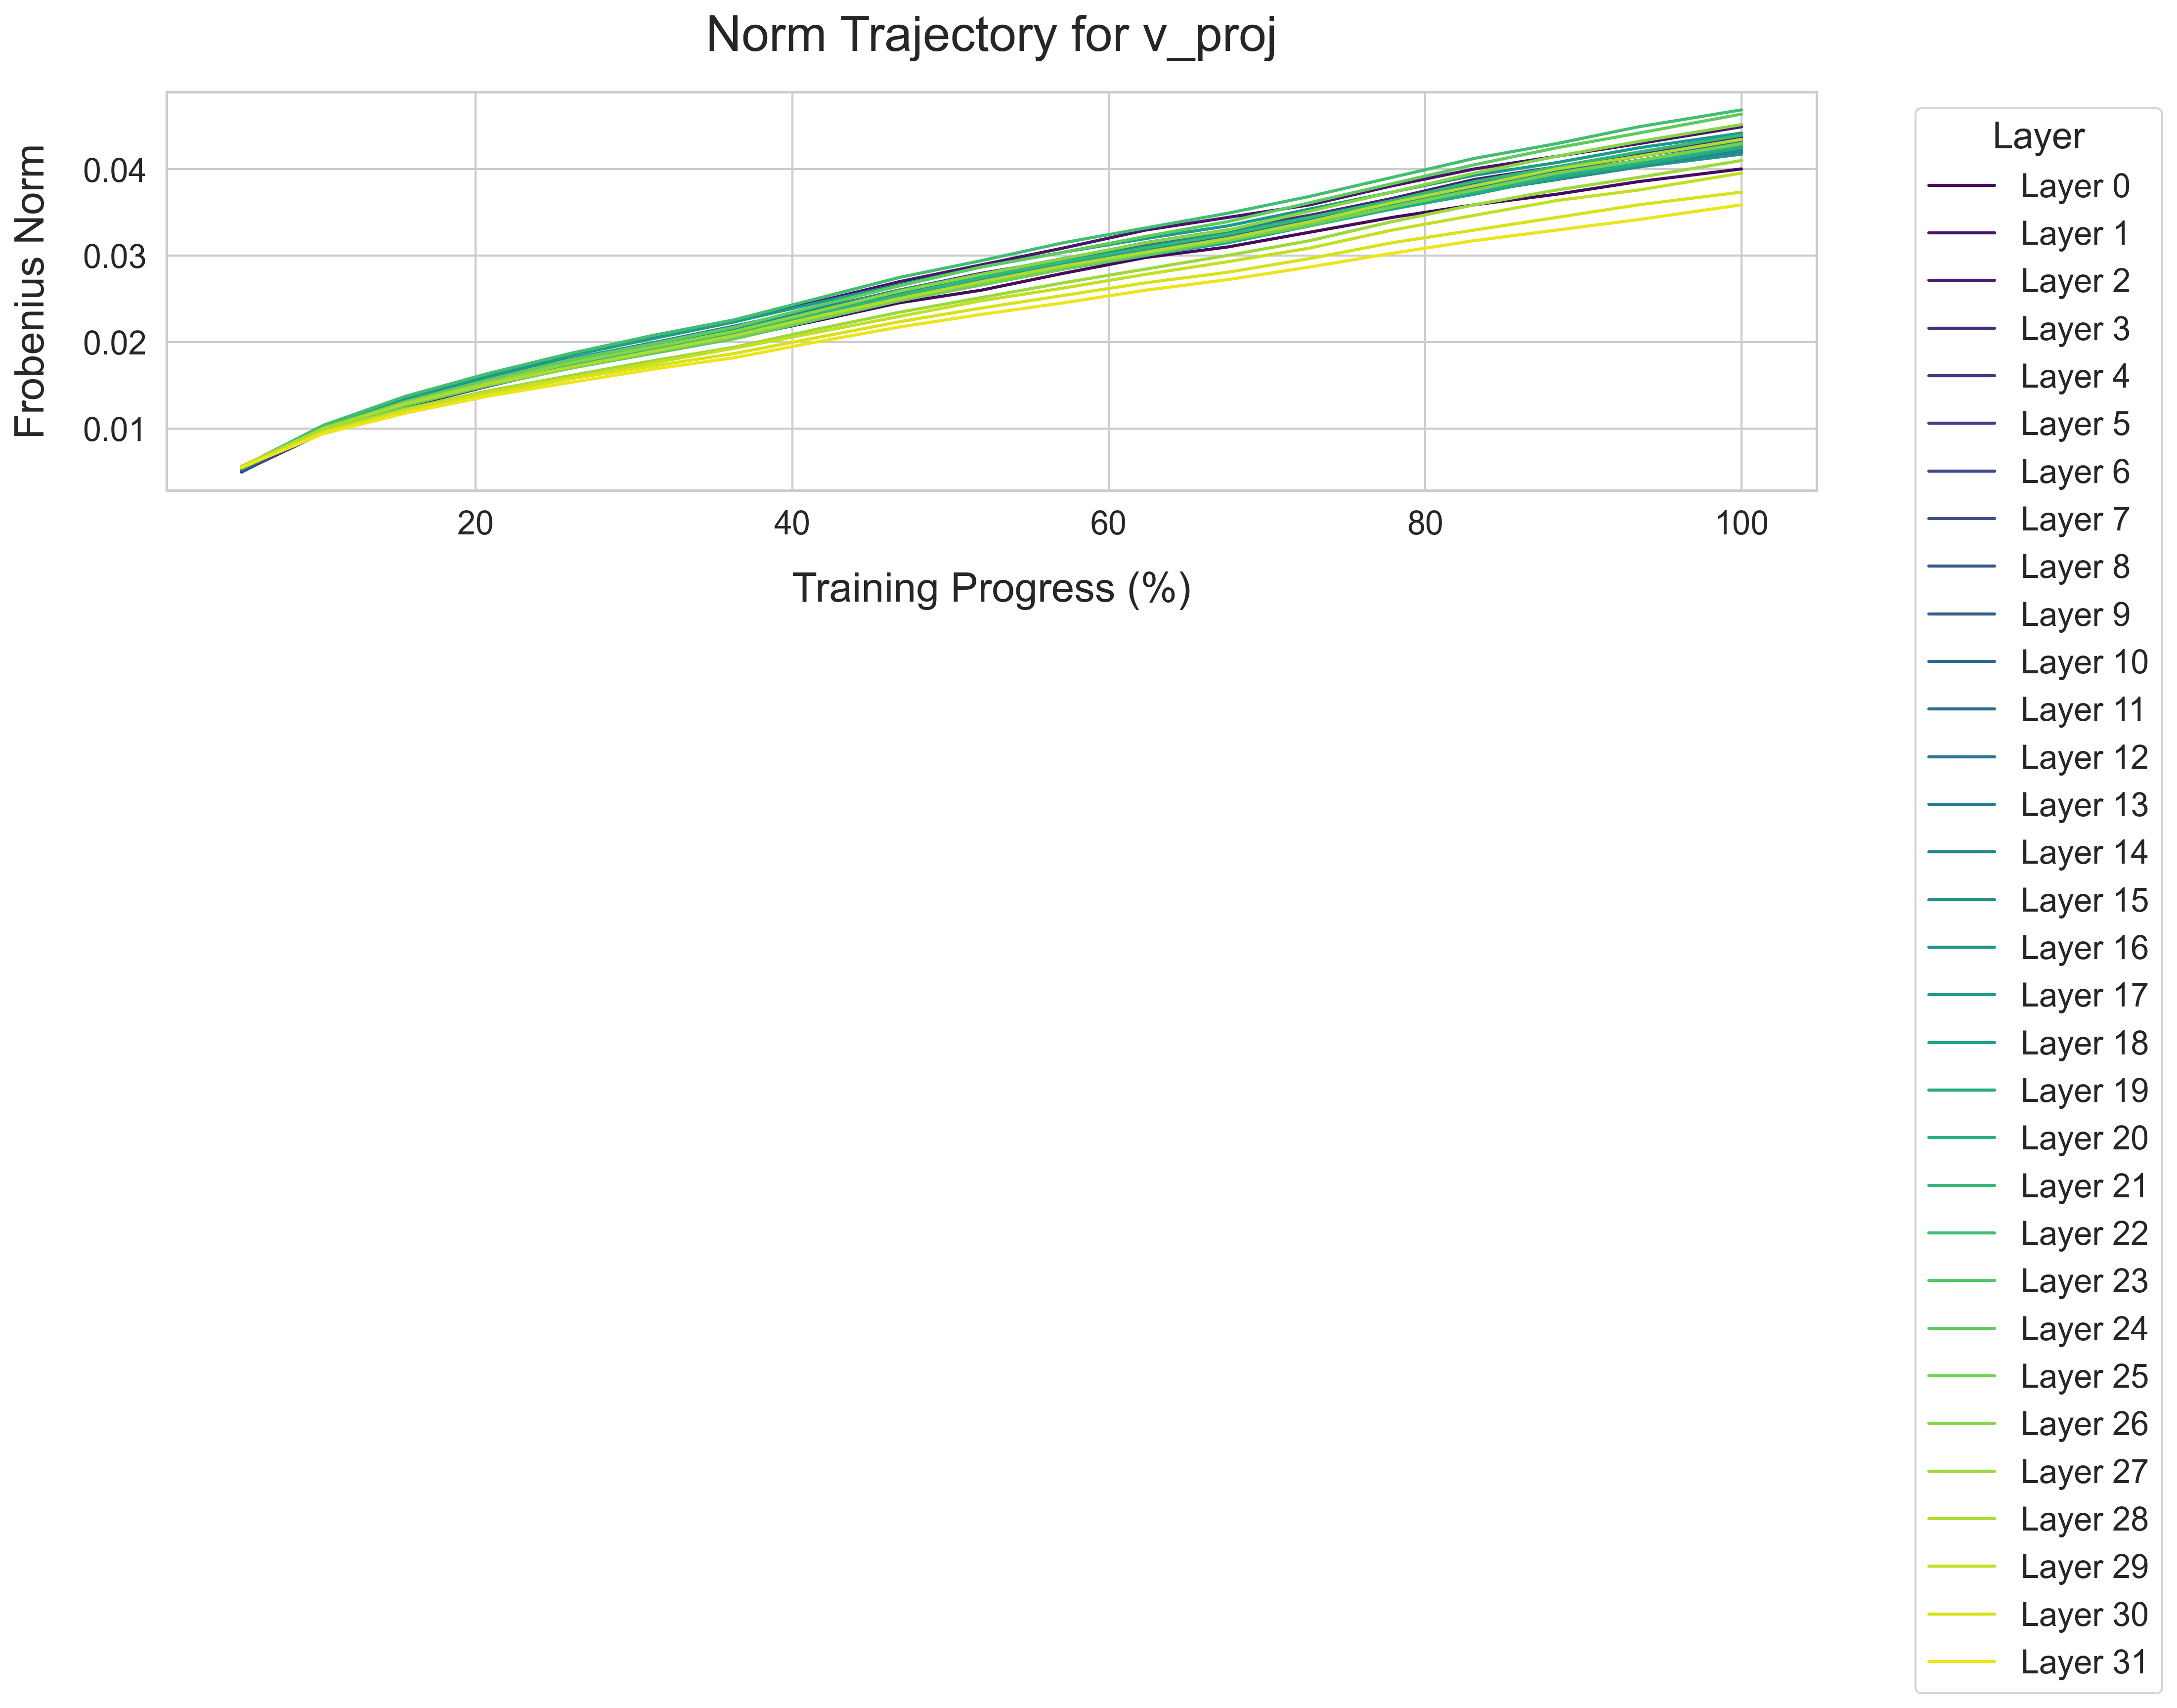 Norm Trajectory for v_proj
Frobenius Norm
0.04
0.03
0.02
0.01
20 40 60 80 100
Training Progress (%)
Layer
Layer 0
Layer 1
Layer 2
Layer 3
Layer 4
Layer 5
Layer 6
Layer 7
Layer 8
Layer 9
Layer 10
Layer 11
Layer 12
Layer 13
Layer 14
Layer 15
Layer 16
Layer 17
Layer 18
Layer 19
Layer 20
Layer 21
Layer 22
Layer 23
Layer 24
Layer 25
Layer 26
Layer 27
Layer 28
Layer 29
Layer 30
Layer 31